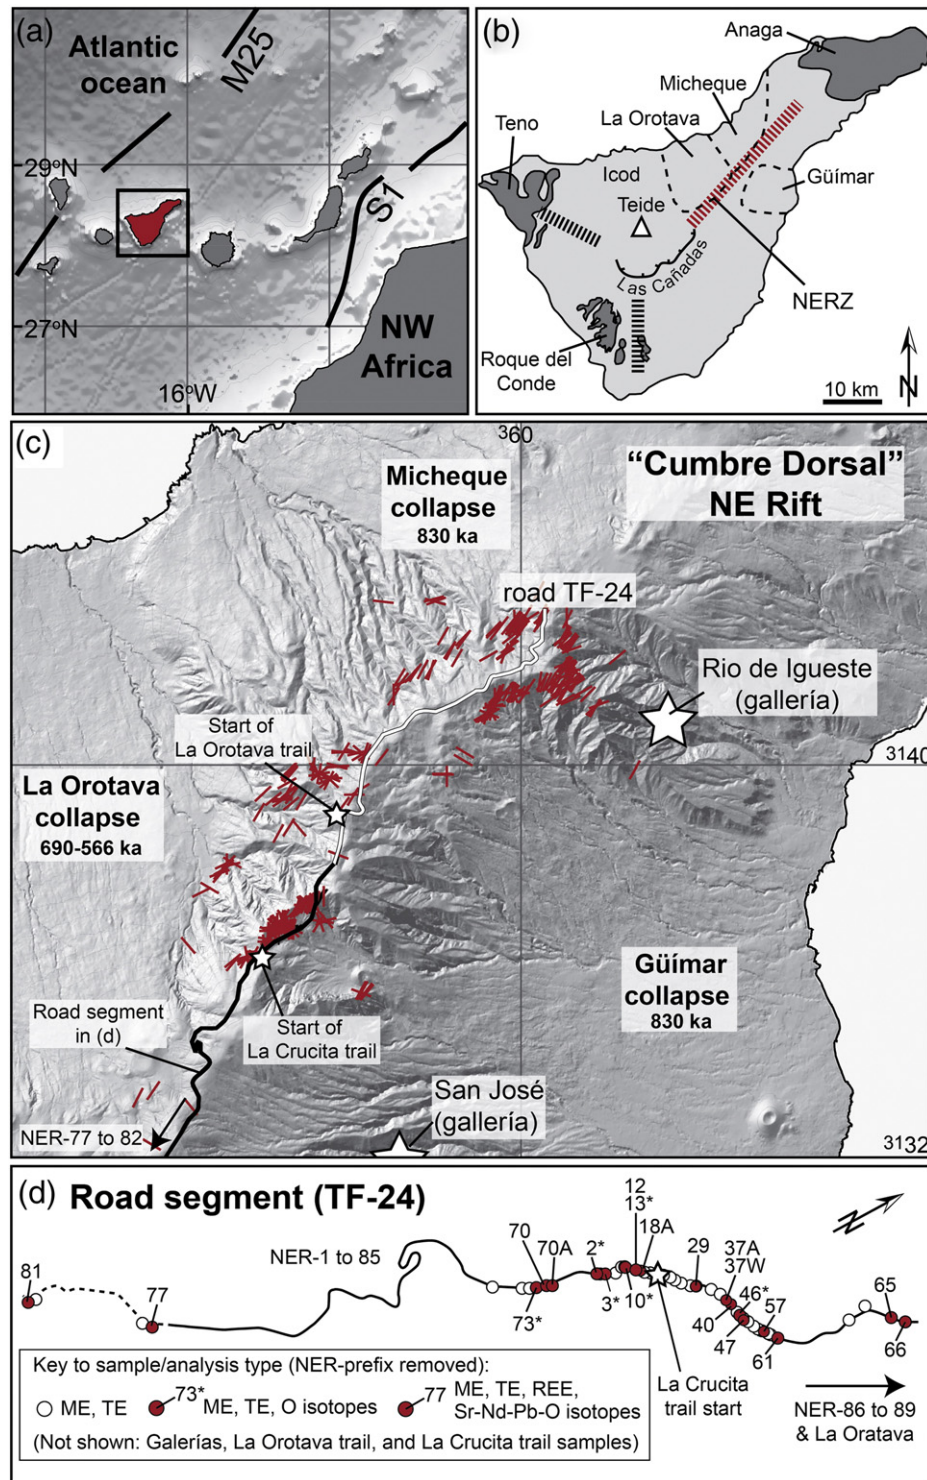 (a)
Atlantic
ocean
M25
29°N
S1
27°N
16°W
NW
Africa
(b)
Anaga
Micheque
La Orotava
Teno
Icod
Güímar
Teide
Las Cañadas
NERZ
Roque del
Conde
10 km
N
(c)
360
"Cumbre Dorsal"
NE Rift
Micheque
collapse
830 ka
road TF-24
Rio de Igueste
(gallería)
Start of
La Orotava trail
3140
La Orotava
collapse
690-566 ka
Güímar
collapse
830 ka
Road segment
in (d)
Start of
La Crucita trail
San José
(gallería)
NER-77 to 82
3132
(d) Road segment (TF-24)
N
12
13*
18A
70
70A
2*
29
37A
37W
46*
57
65
NER-1 to 85
81
77
73*
3*
10*
40
47
61
66
La Crucita
trail start
NER-86 to 89
& La Oratava
Key to sample/analysis type (NER-prefix removed):
ME, TE
73* ME, TE, O isotopes
77 ME, TE, REE,
Sr-Nd-Pb-O isotopes
(Not shown: Galerías, La Orotava trail, and La Crucita trail samples)